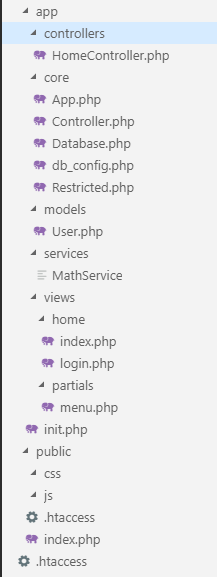 app
controllers
HomeController.php
core
App.php
Controller.php
Database.php
db_config.php
Restricted.php
models
User.php
services
MathService
views
home
index.php
login.php
partials
menu.php
init.php
public
css
js
.htaccess
index.php
.htaccess